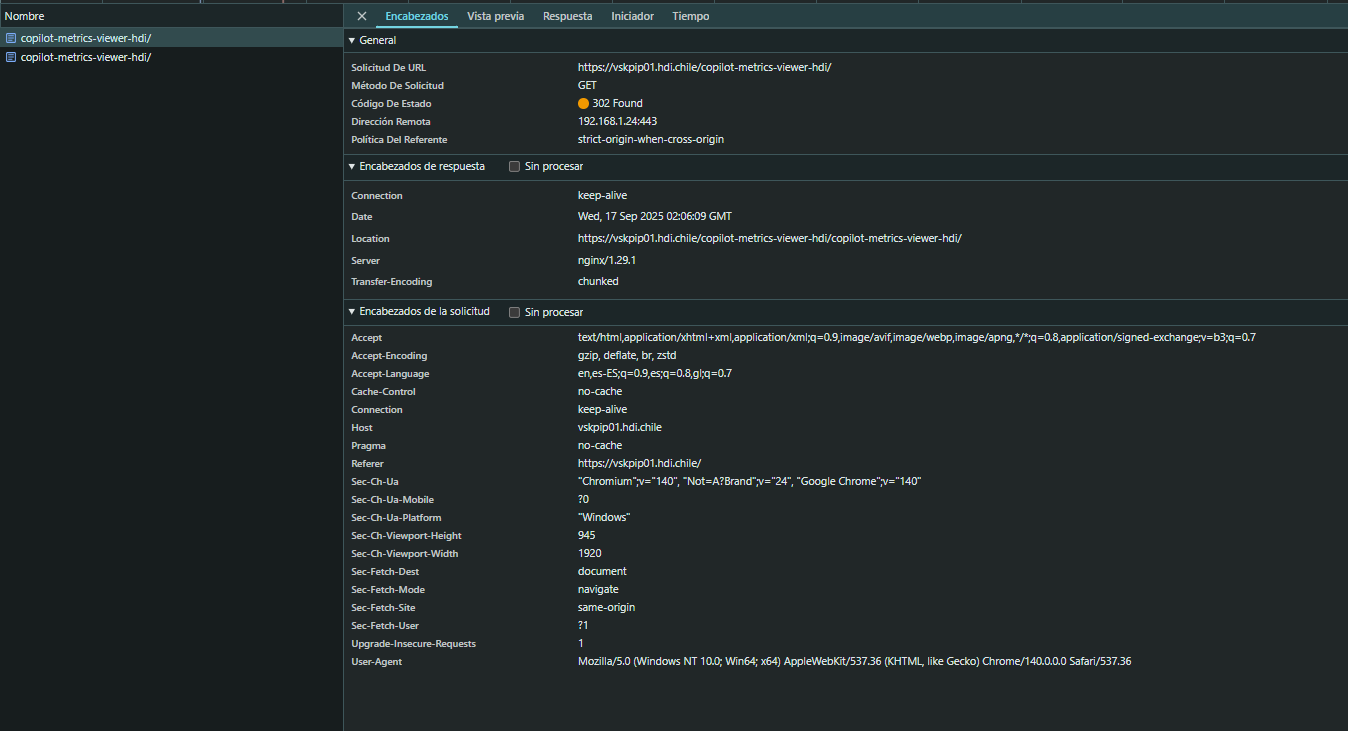 Nombre
copilot-metrics-viewer-hdi/
copilot-metrics-viewer-hdi/
Encabezados Vista previa Respuesta Iniciador Tiempo
General
Solicitud De URL https://vskpip01.hdi.chile/copilot-metrics-viewer-hdi/
Método De Solicitud GET
Código De Estado 302 Found
Dirección Remota 192.168.1.24:443
Política Del Referente strict-origin-when-cross-origin
Encabezados de respuesta Sin procesar
Connection keep-alive
Date Wed, 17 Sep 2025 02:06:09 GMT
Location https://vskpip01.hdi.chile/copilot-metrics-viewer-hdi/copilot-metrics-viewer-hdi/
Server nginx/1.29.1
Transfer-Encoding chunked
Encabezados de la solicitud Sin procesar
Accept text/html,application/xhtml+xml,application/xml;q=0.9,image/avif,image/webp,image/apng,*/*;q=0.8,application/signed-exchange;v=b3;q=0.7
Accept-Encoding gzip, deflate, br, zstd
Accept-Language en,es-ES;q=0.9,es;q=0.8,gl;q=0.7
Cache-Control no-cache
Connection keep-alive
Host vskpip01.hdi.chile
Pragma no-cache
Referer https://vskpip01.hdi.chile/
Sec-Ch-Ua "Chromium";v="140", "Not=A?Brand";v="24", "Google Chrome";v="140"
Sec-Ch-Ua-Mobile ?0
Sec-Ch-Ua-Platform "Windows"
Sec-Ch-Viewport-Height 945
Sec-Ch-Viewport-Width 1920
Sec-Fetch-Dest document
Sec-Fetch-Mode navigate
Sec-Fetch-Site same-origin
Sec-Fetch-User ?1
Upgrade-Insecure-Requests 1
User-Agent Mozilla/5.0 (Windows NT 10.0; Win64; x64) AppleWebKit/537.36 (KHTML, like Gecko) Chrome/140.0.0.0 Safari/537.36